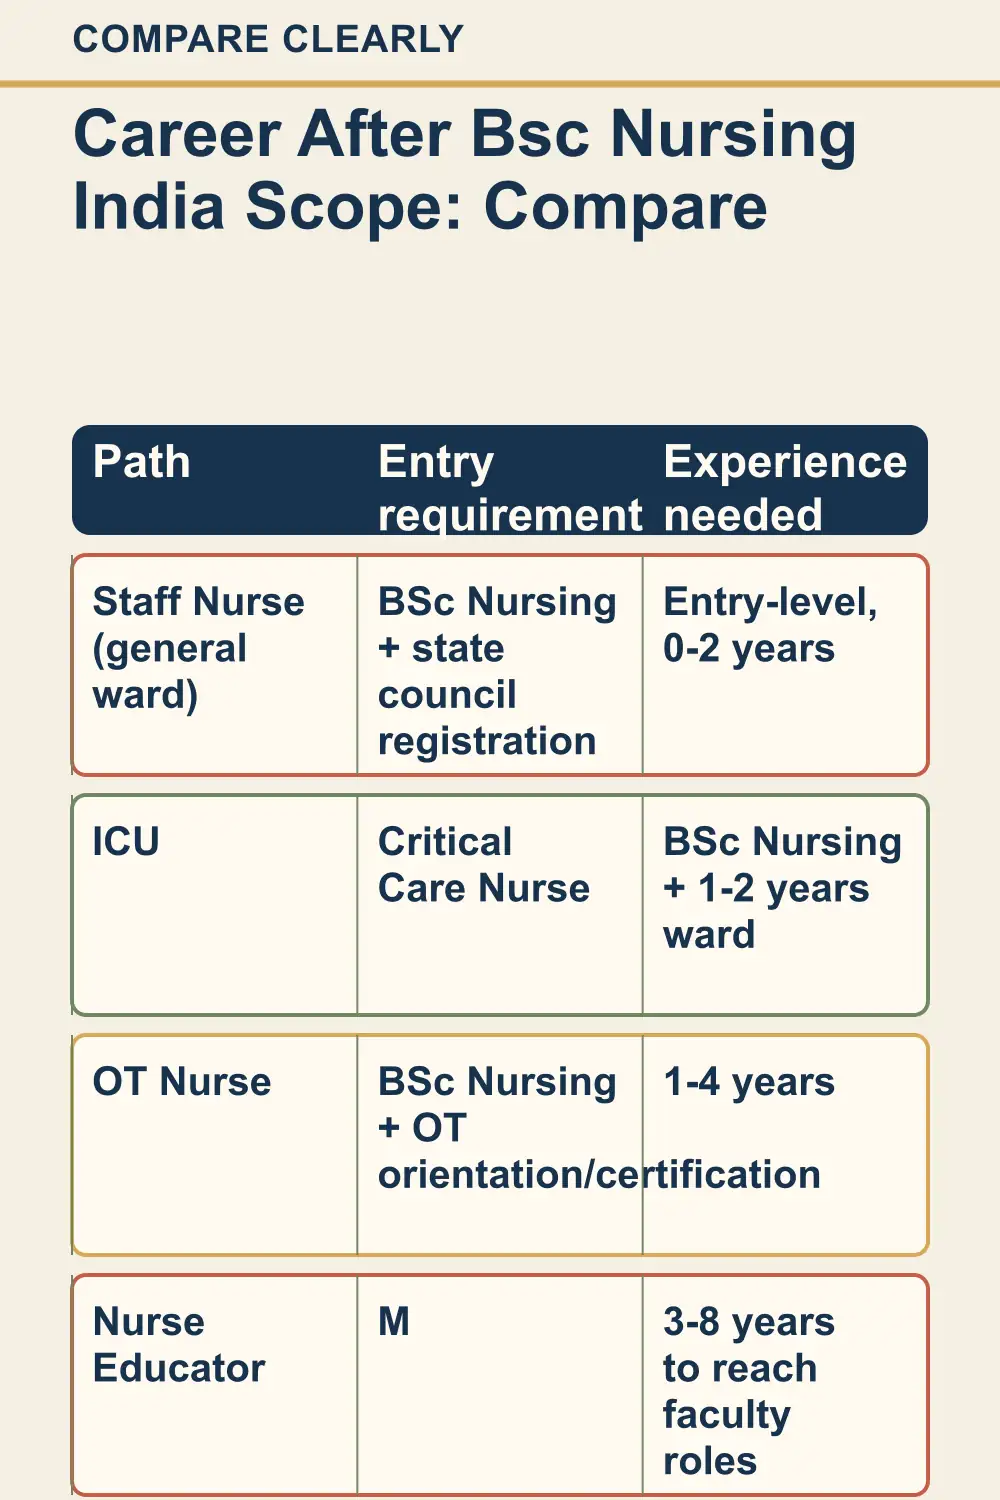 COMPARE CLEARLY
Career After Bsc Nursing
India Scope: Compare
Path
Entry
requirement
Experience
needed
Staff Nurse
(general
ward)
BSc Nursing
+ state
council
registration
Entry-level,
0-2 years
ICU
Critical
Care Nurse
BSc Nursing
+ 1-2 years
ward
OT Nurse
BSc Nursing
+ OT
orientation/certification
1-4 years
Nurse
Educator
M
3-8 years
to reach
faculty
roles